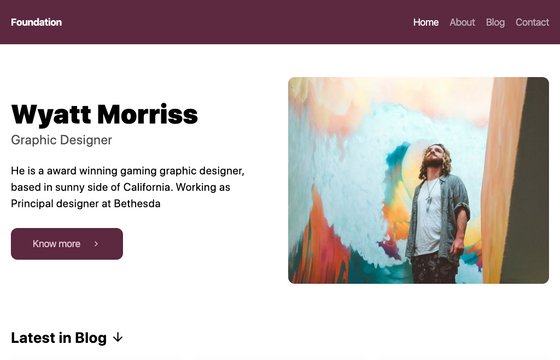 Foundation
Home About Blog Contact
Wyatt Morriss
Graphic Designer
He is a award winning gaming graphic designer,
based in sunny side of California. Working as
Principal designer at Bethesda
Know more
Latest in Blog